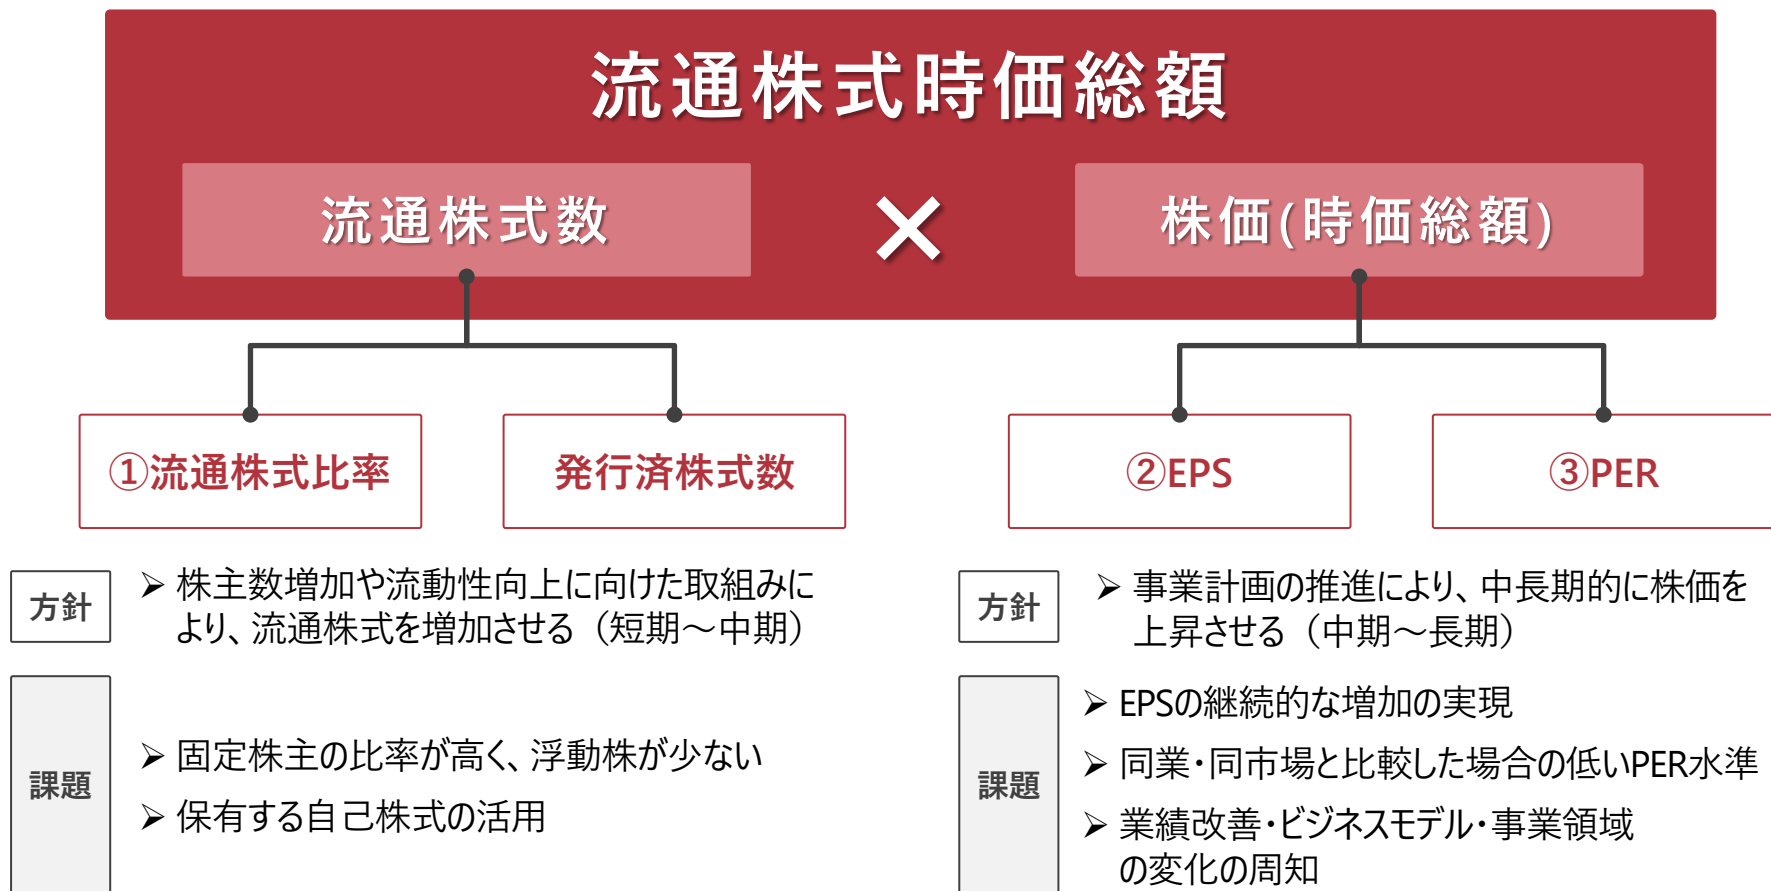 流通株式時価総額
流通株式数
×
株価(時価総額)
①流通株式比率
発行済株式数
②EPS
③PER
方針
➢ 株主数増加や流動性向上に向けた取組みに
より、流通株式を増加させる（短期～中期）
課題
➢ 固定株主の比率が高く、浮動株が少ない
➢ 保有する自己株式の活用
方針
➢ 事業計画の推進により、中長期的に株価を
上昇させる（中期～長期）
課題
➢ EPSの継続的な増加の実現
➢ 同業・同市場と比較した場合の低いPER水準
➢ 業績改善・ビジネスモデル・事業領域
の変化の周知